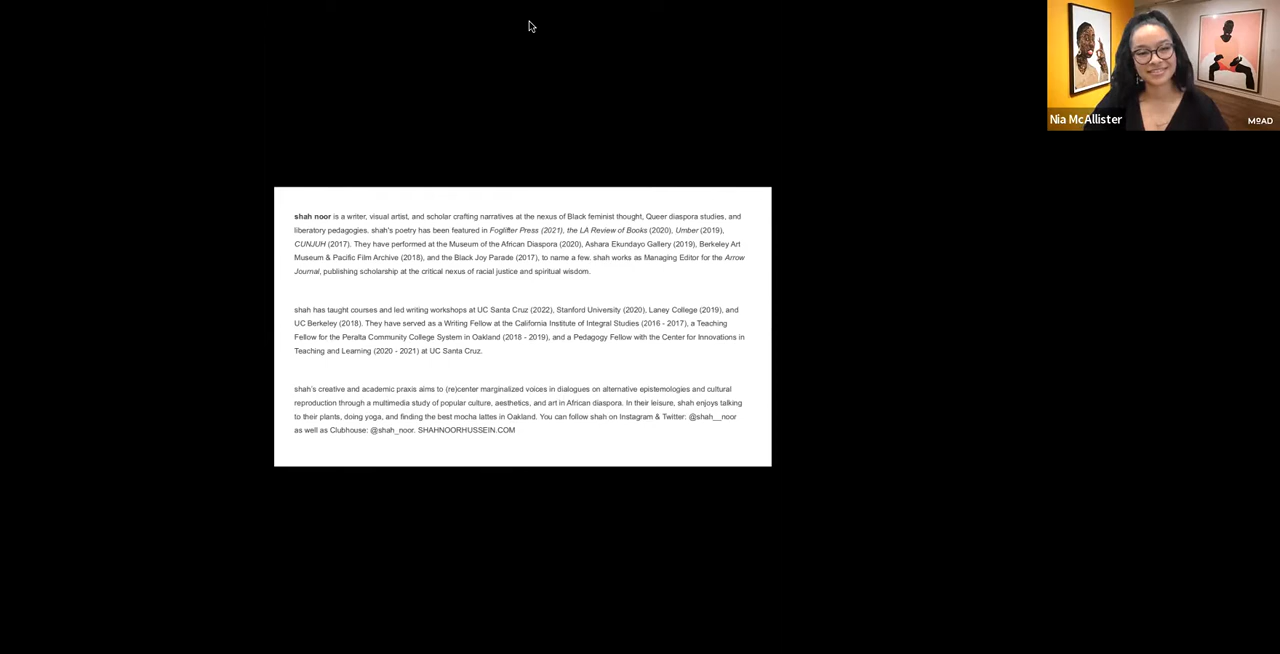 Nia McAllister
MoAD
shah noor is a writer, visual artist, and scholar crafting narratives at the nexus of Black feminist thought, Queer diaspora studies, and
liberatory pedagogies. shah's poetry has been featured in Foglifter Press (2021), the LA Review of Books (2020), Umber (2019),
CUNJUH (2017). They have performed at the Museum of the African Diaspora (2020), Ashara Ekundayo Gallery (2019), Berkeley Art
Museum & Pacific Film Archive (2018), and the Black Joy Parade (2017), to name a few. shah works as Managing Editor for the Arrow
Journal, publishing scholarship at the critical nexus of racial justice and spiritual wisdom.
shah has taught courses and led writing workshops at UC Santa Cruz (2022), Stanford University (2020), Laney College (2019), and
UC Berkeley (2018). They have served as a Writing Fellow at the California Institute of Integral Studies (2016 - 2017), a Teaching
Fellow for the Peralta Community College System in Oakland (2018 - 2019), and a Pedagogy Fellow with the Center for Innovations in
Teaching and Learning (2020 - 2021) at UC Santa Cruz.
shah's creative and academic praxis aims to (re)center marginalized voices in dialogues on alternative epistemologies and cultural
reproduction through a multimedia study of popular culture, aesthetics, and art in African diaspora. In their leisure, shah enjoys talking
to their plants, doing yoga, and finding the best mocha lattes in Oakland. You can follow shah on Instagram & Twitter: @shah__noor
as well as Clubhouse: @shah_noor. SHAHNOORHUSSEIN.COM